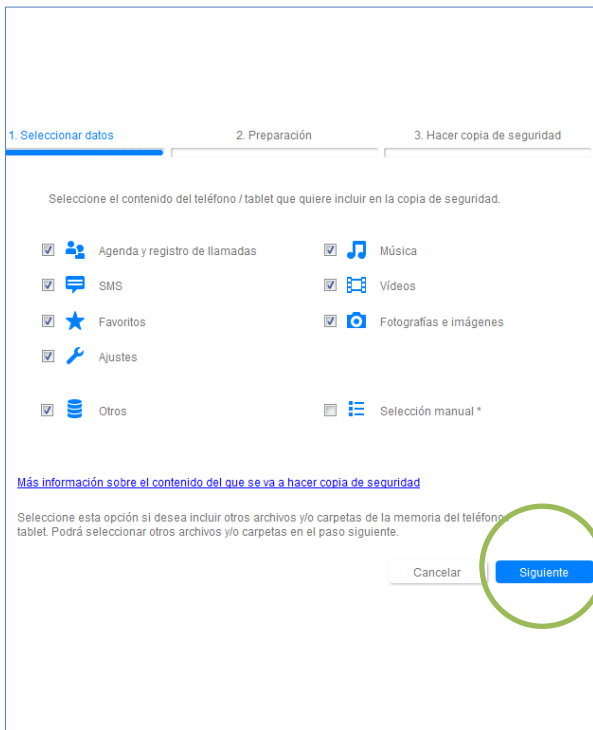 1. Seleccionar datos
2. Preparación
3. Hacer copia de seguridad
Seleccione el contenido del teléfono / tablet que quiere incluir en la copia de seguridad.
Agenda y registro de llamadas
Música
SMS
Vídeos
Favoritos
Fotografías e imágenes
Ajustes
Otros
Selección manual *
Más información sobre el contenido del que se va a hacer copia de seguridad
Seleccione esta opción si desea incluir otros archivos y/o carpetas de la memoria del teléfono
tablet. Podrá seleccionar otros archivos y/o carpetas en el paso siguiente.
Cancelar
Siguiente